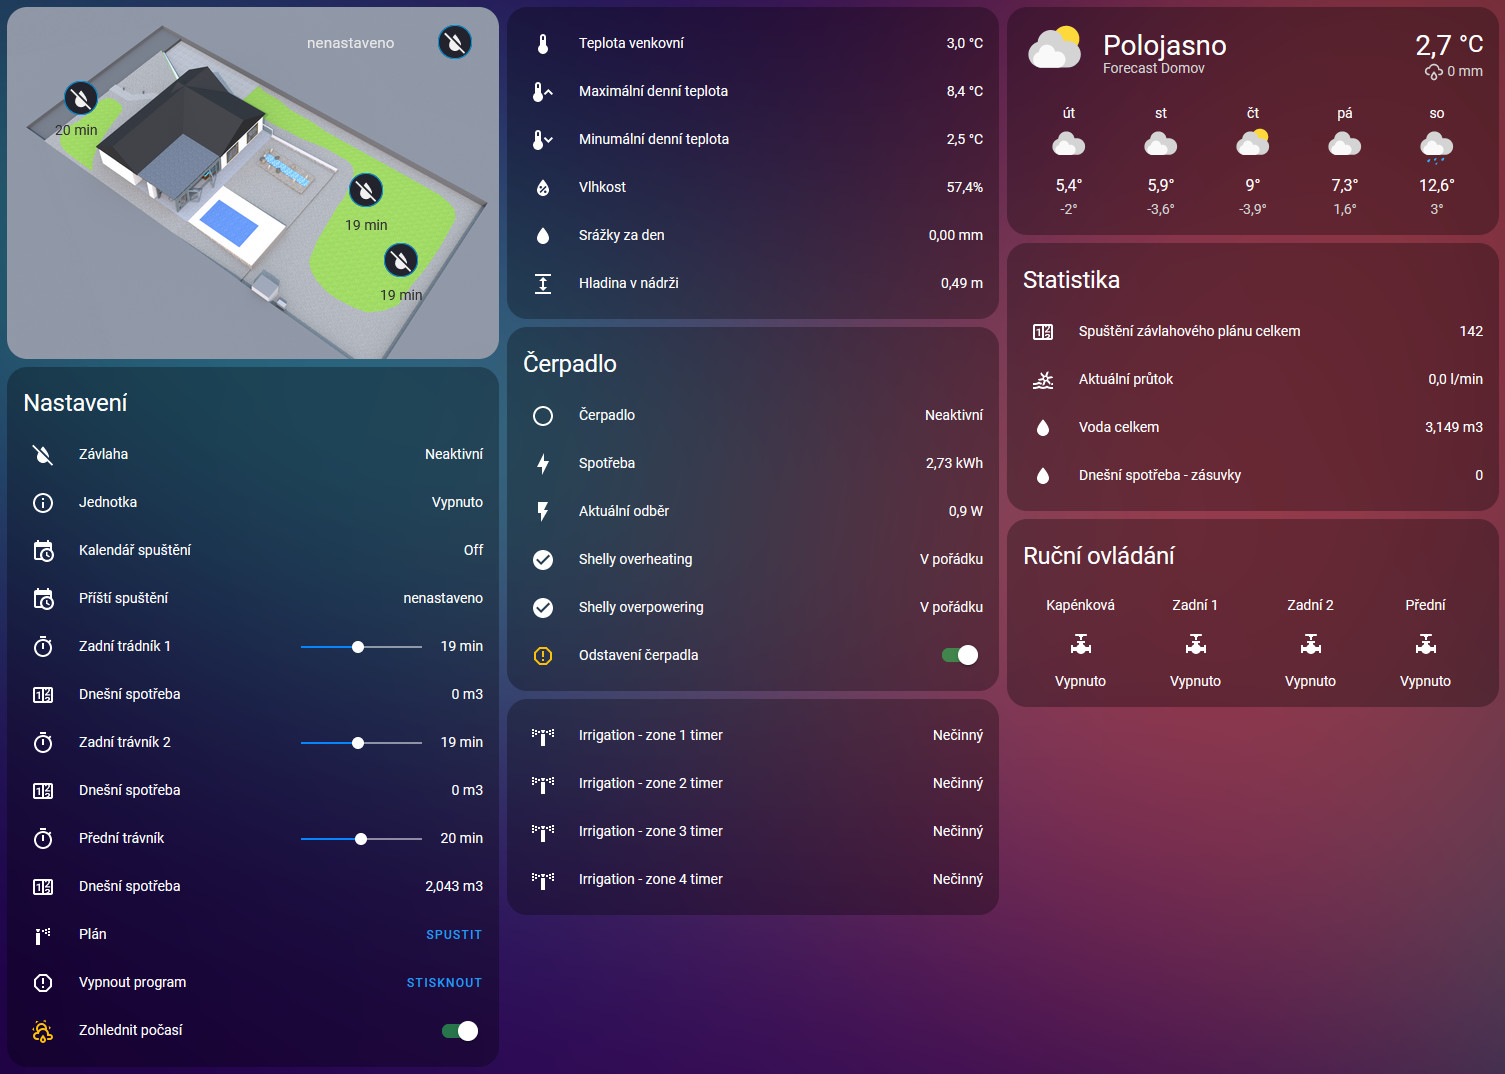 nenastaveno
20 min
19 min
19 min
Nastavení
Závlaha Neaktivní
Jednotka Vypnuto
Kalendář spuštění Off
Příští spuštění nenastaveno
Zadní trádník 1 19 min
Dnešní spotřeba 0 m3
Zadní trávník 2 19 min
Dnešní spotřeba 0 m3
Přední trávník 20 min
Dnešní spotřeba 2,043 m3
Plán SPUSTIT
Vypnout program STISKNOUT
Zohlednit počasí
Teplota venkovní 3,0 °C
Maximální denní teplota 8,4 °C
Minumální denní teplota 2,5 °C
Vlhkost 57,4%
Srážky za den 0,00 mm
Hladina v nádrži 0,49 m
Čerpadlo
Čerpadlo Neaktivní
Spotřeba 2,73 kWh
Aktuální odběr 0,9 W
Shelly overheating V pořádku
Shelly overpowering V pořádku
Odstavení čerpadla
Irrigation - zone 1 timer Nečinný
Irrigation - zone 2 timer Nečinný
Irrigation - zone 3 timer Nečinný
Irrigation - zone 4 timer Nečinný
Polojasno 2,7 °C
Forecast Domov 0 mm
út st čt pá so
5,4° 5,9° 9° 7,3° 12,6°
-2° -3,6° -3,9° 1,6° 3°
Statistika
Spuštění závlahového plánu celkem 142
Aktuální průtok 0,0 l/min
Voda celkem 3,149 m3
Dnešní spotřeba - zásuvky 0
Ruční ovládání
Kapénková Zadní 1 Zadní 2 Přední
Vypnuto Vypnuto Vypnuto Vypnuto